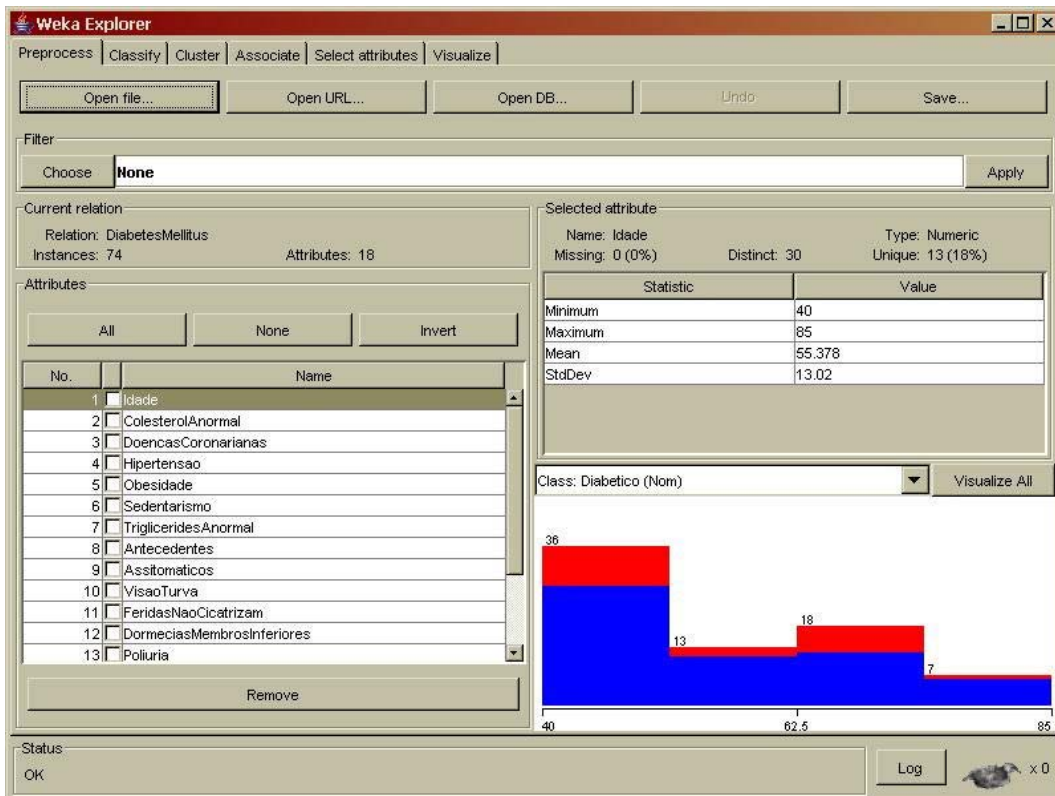 Weka Explorer
Preprocess Classify Cluster Associate Select attributes Visualize
Open file... Open URL... Open DB... Undo Save...
Filter
Choose None Apply
Current relation
Relation: DiabetesMellitus
Instances: 74 Attributes: 18
Attributes
All None Invert
No. Name
1 Idade
2 ColesterolAnormal
3 DoencasCoronarianas
4 Hipertensao
5 Obesidade
6 Sedentarismo
7 TrigliceridesAnormal
8 Antecedentes
9 Assitomaticos
10 VisaoTurva
11 FeridasNaoCicatrizam
12 DormeciasMembrosInferiores
13 Poliuria
Remove
Selected attribute
Name: Idade Type: Numeric
Missing: 0 (0%) Distinct: 30 Unique: 13 (18%)
Statistic Value
Minimum 40
Maximum 85
Mean 55.378
StdDev 13.02
Class: Diabetico (Nom) Visualize All
36
13
18
7
40 62.5 85
Status
OK
Log x 0